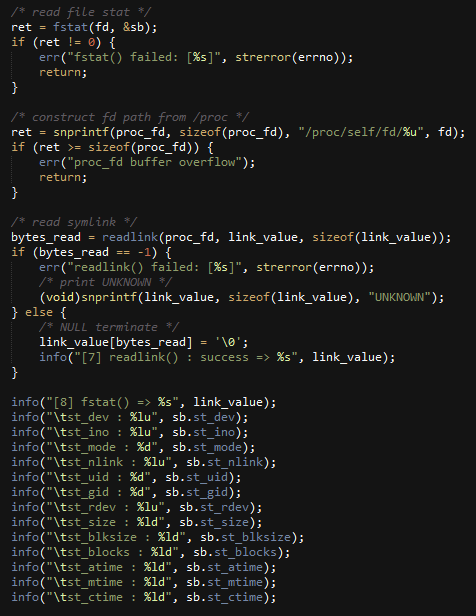 /* read file stat */
ret = fstat(fd, &sb);
if (ret != 0) {
    err("fstat() failed: [%s]", strerror(errno));
    return;
}

/* construct fd path from /proc */
ret = snprintf(proc_fd, sizeof(proc_fd), "/proc/self/fd/%u", fd);
if (ret >= sizeof(proc_fd)) {
    err("proc_fd buffer overflow");
    return;
}

/* read symlink */
bytes_read = readlink(proc_fd, link_value, sizeof(link_value));
if (bytes_read == -1) {
    err("readlink() failed: [%s]", strerror(errno));
    /* print UNKNOWN */
    (void)snprintf(link_value, sizeof(link_value), "UNKNOWN");
} else {
    /* NULL terminate */
    link_value[bytes_read] = '\0';
    info("[7] readlink() : success => %s", link_value);
}

info("[8] fstat() => %s", link_value);
info("\tst_dev : %lu", sb.st_dev);
info("\tst_ino : %lu", sb.st_ino);
info("\tst_mode : %d", sb.st_mode);
info("\tst_nlink : %lu", sb.st_nlink);
info("\tst_uid : %d", sb.st_uid);
info("\tst_gid : %d", sb.st_gid);
info("\tst_rdev : %lu", sb.st_rdev);
info("\tst_size : %ld", sb.st_size);
info("\tst_blksize : %ld", sb.st_blksize);
info("\tst_blocks : %ld", sb.st_blocks);
info("\tst_atime : %ld", sb.st_atime);
info("\tst_mtime : %ld", sb.st_mtime);
info("\tst_ctime : %ld", sb.st_ctime);